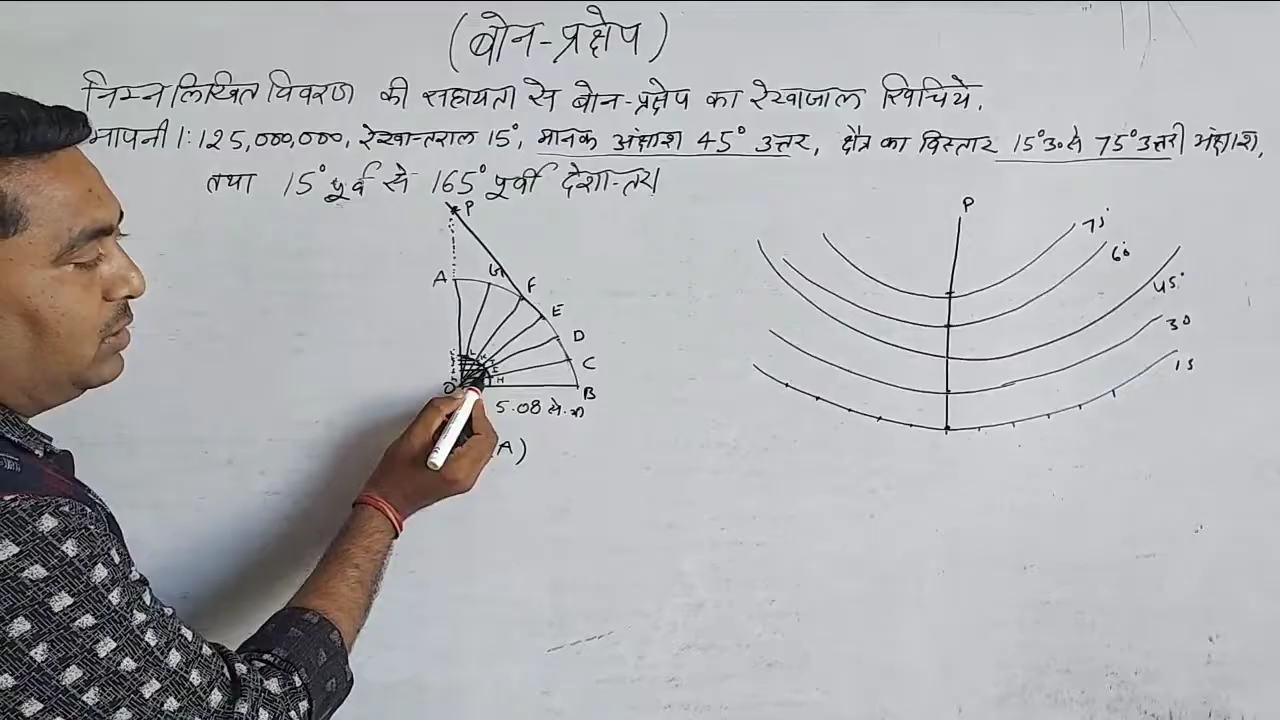 (बोन-प्रक्षेप)
निम्न लिखित विवरण की सहायता से बोन-प्रक्षेप का रेखाजाल खिंचिये.
मापनी 1:125,000,000, रेखान्तराल 15°, मानक अंक्षाश 45° उत्तर, क्षैत्र का विस्तार 15°उ० से 75° उत्तरी अंक्षाश,
तथा 15° पूर्व से 165° पूर्वी देशान्तर।
P
A
G
F
E
D
C
B
O
H
5.08 से.मी
A)
P
75°
60°
45°
30
15